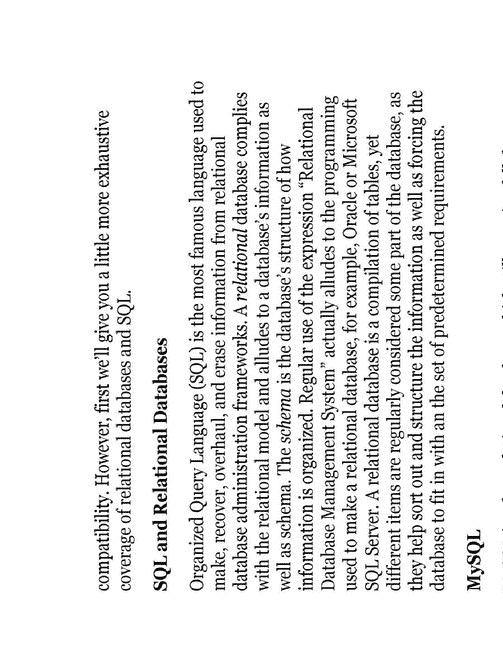 compatibility. However, first we'll give you a little more exhaustive
coverage of relational databases and SQL.
SQL and Relational Databases
Organized Query Language (SQL) is the most famous language used to
make, recover, overhaul, and erase information from relational
database administration frameworks. A relational database complies
with the relational model and alludes to a database's information as
well as schema. The schema is the database's structure of how
information is organized. Regular use of the expression “Relational
Database Management System” actually alludes to the programming
used to make a relational database, for example, Oracle or Microsoft
SQL Server. A relational database is a compilation of tables, yet
different items are regularly considered some part of the database, as
they help sort out and structure the information as well as forcing the
database to fit in with an the set of predetermined requirements.
MySQL